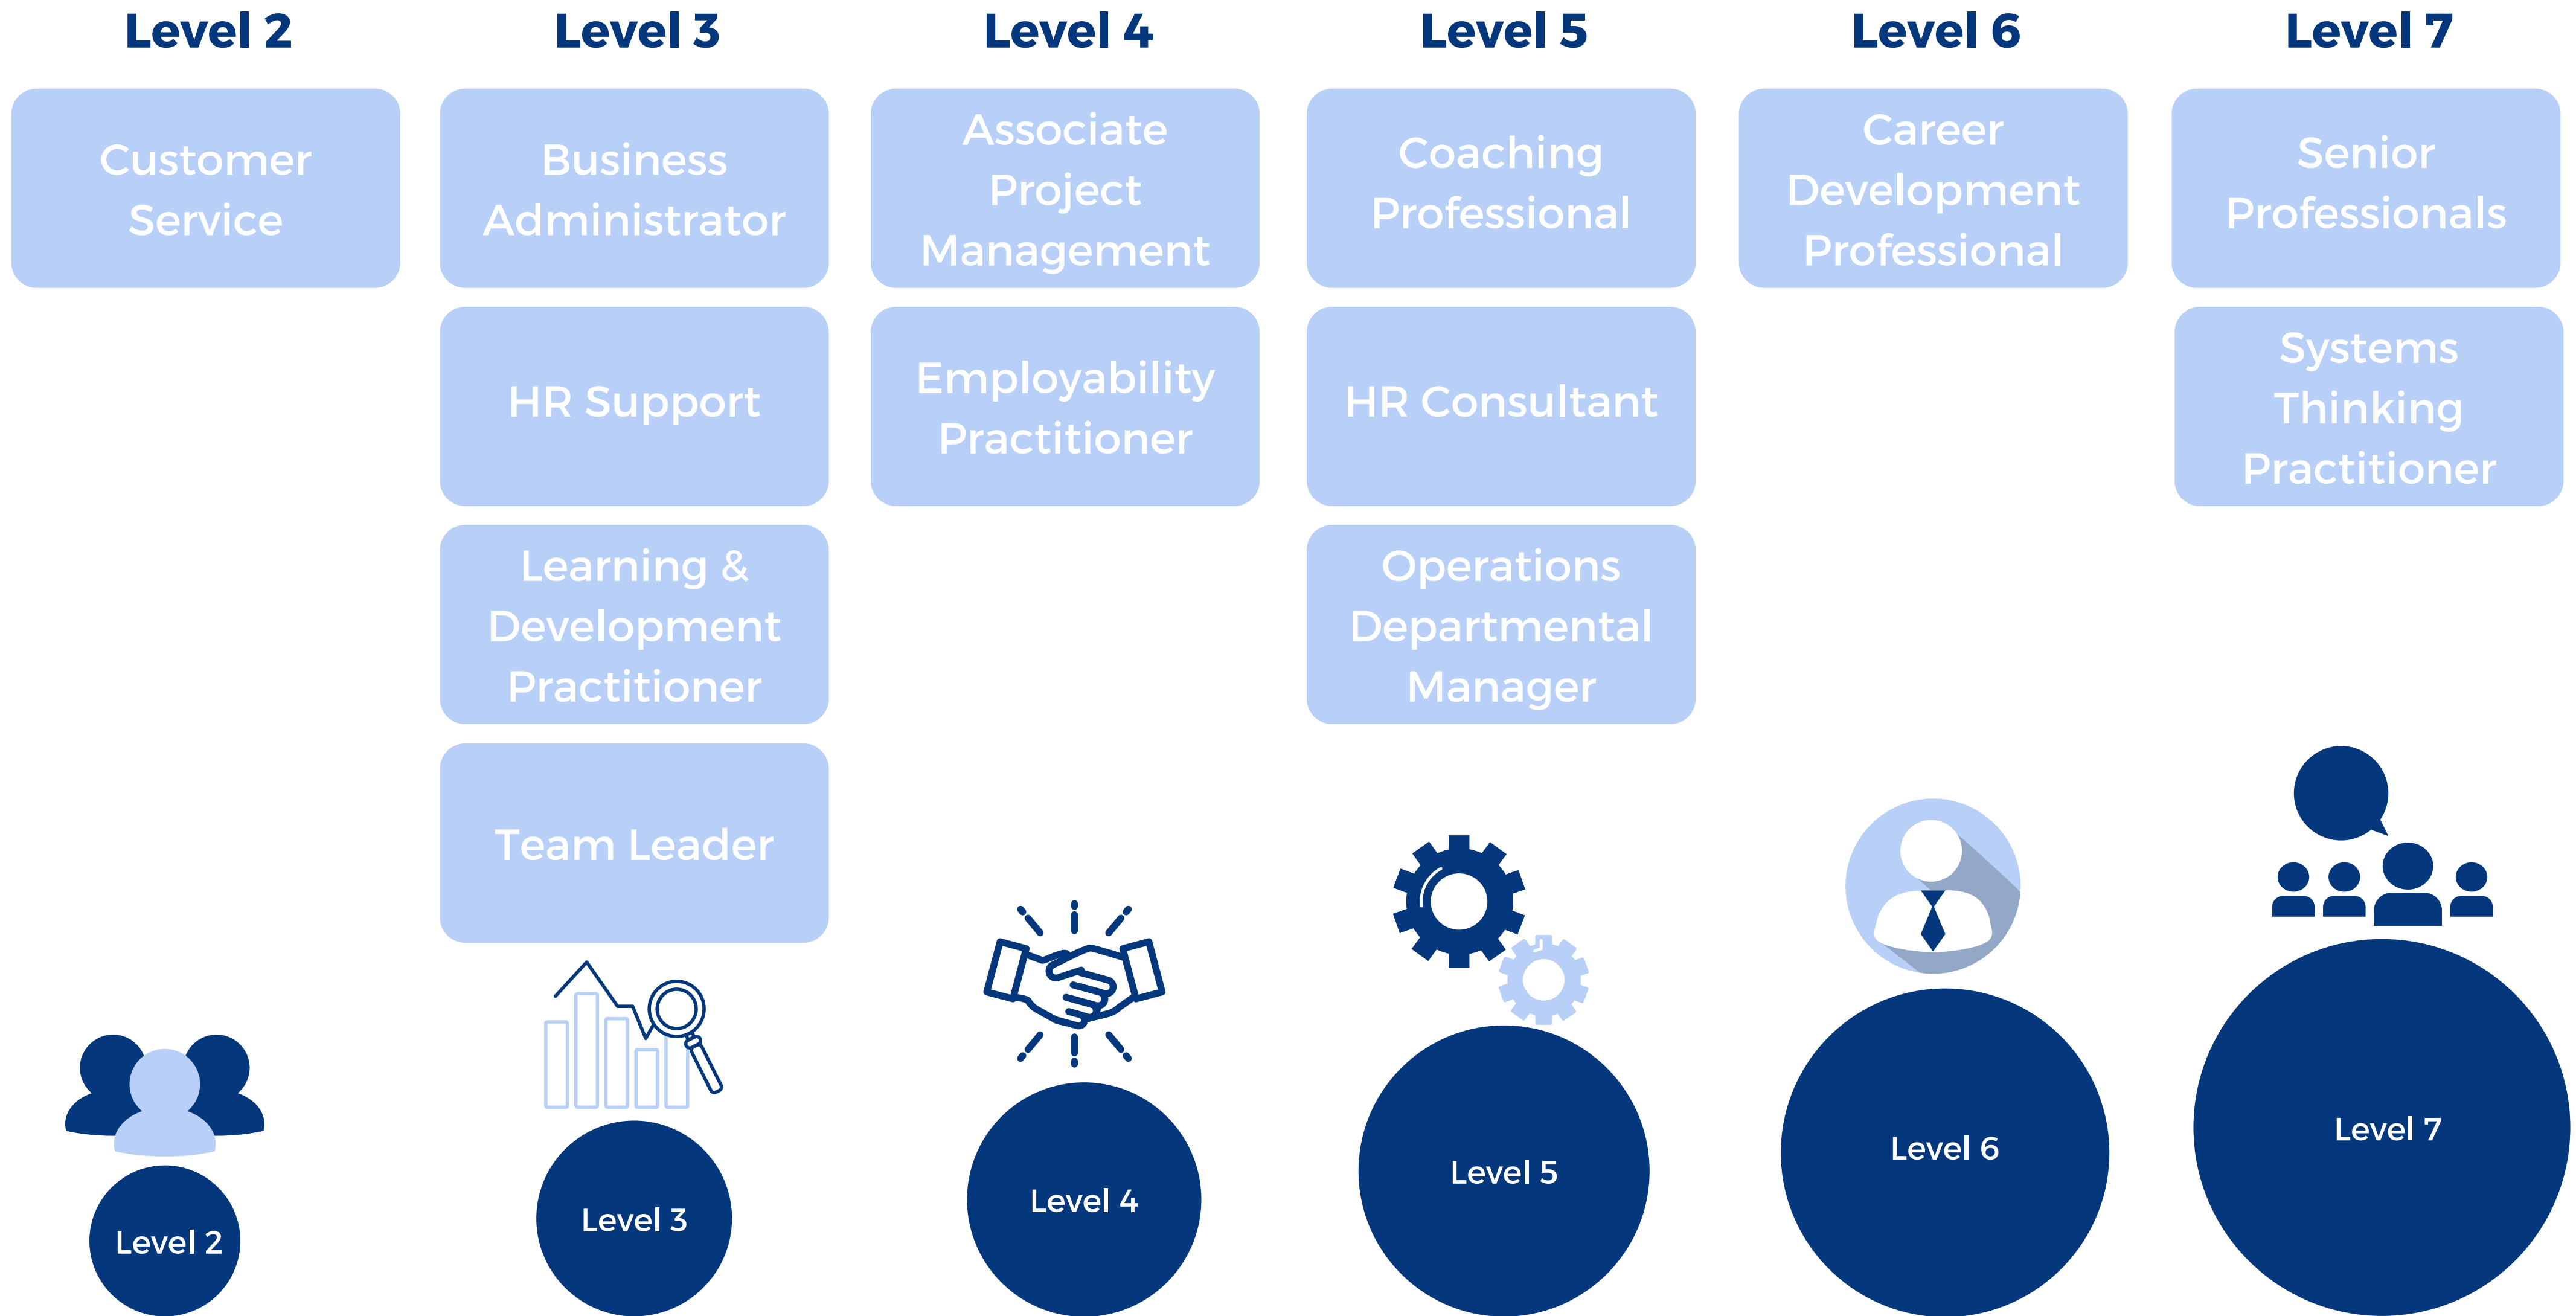 Level 2
Level 3
Level 4
Level 5
Level 6
Level 7
Customer
Service
Business
Administrator
Associate
Project
Management
Coaching
Professional
Career
Development
Professional
Senior
Professionals
HR Support
Employability
Practitioner
HR Consultant
Systems
Thinking
Practitioner
Learning &
Development
Practitioner
Operations
Departmental
Manager
Team Leader
Level 2
Level 3
Level 4
Level 5
Level 6
Level 7